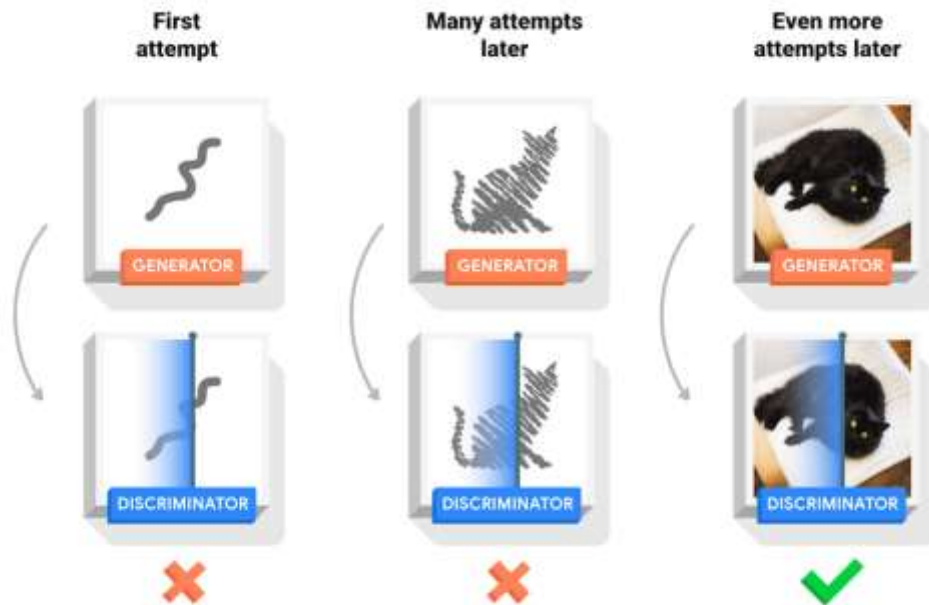 First
attempt
Many attempts
later
Even more
attempts later
GENERATOR
GENERATOR
GENERATOR
DISCRIMINATOR
DISCRIMINATOR
DISCRIMINATOR